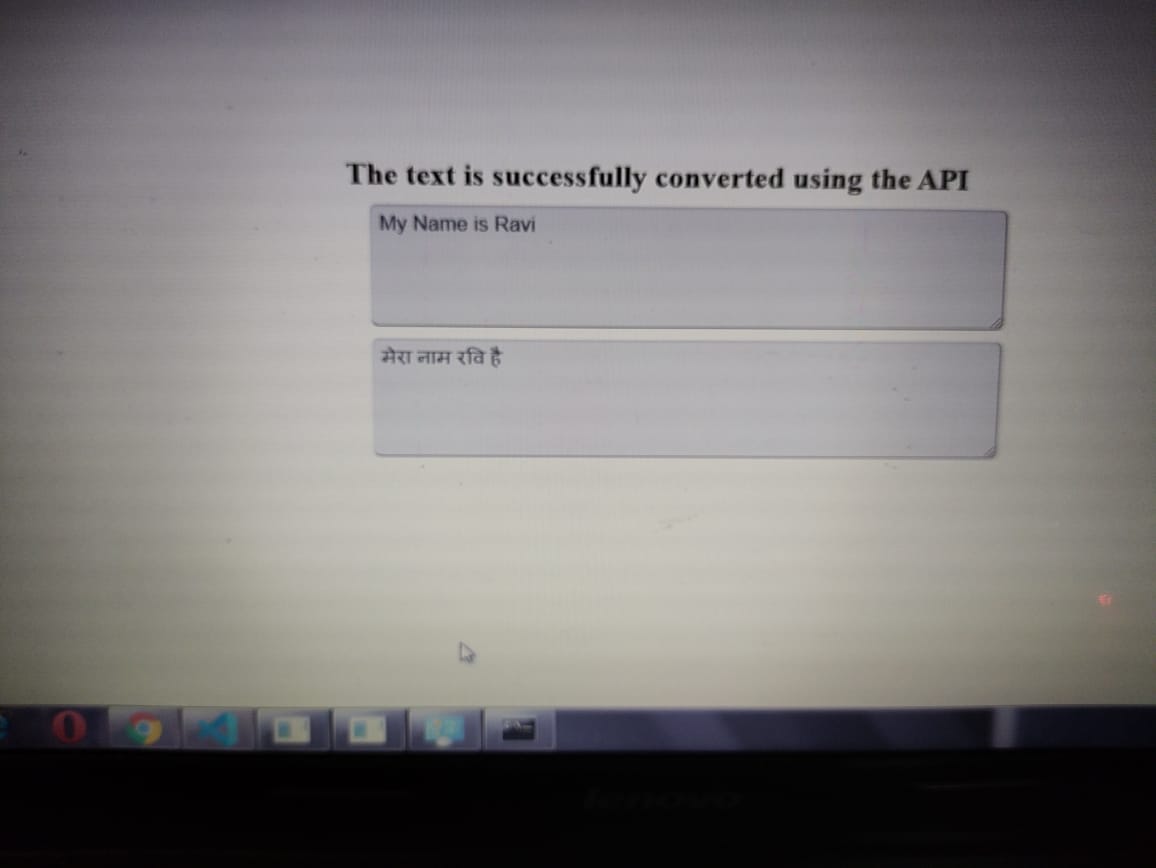 The text is successfully converted using the API
My Name is Ravi
मेरा नाम रवि है
lenovo